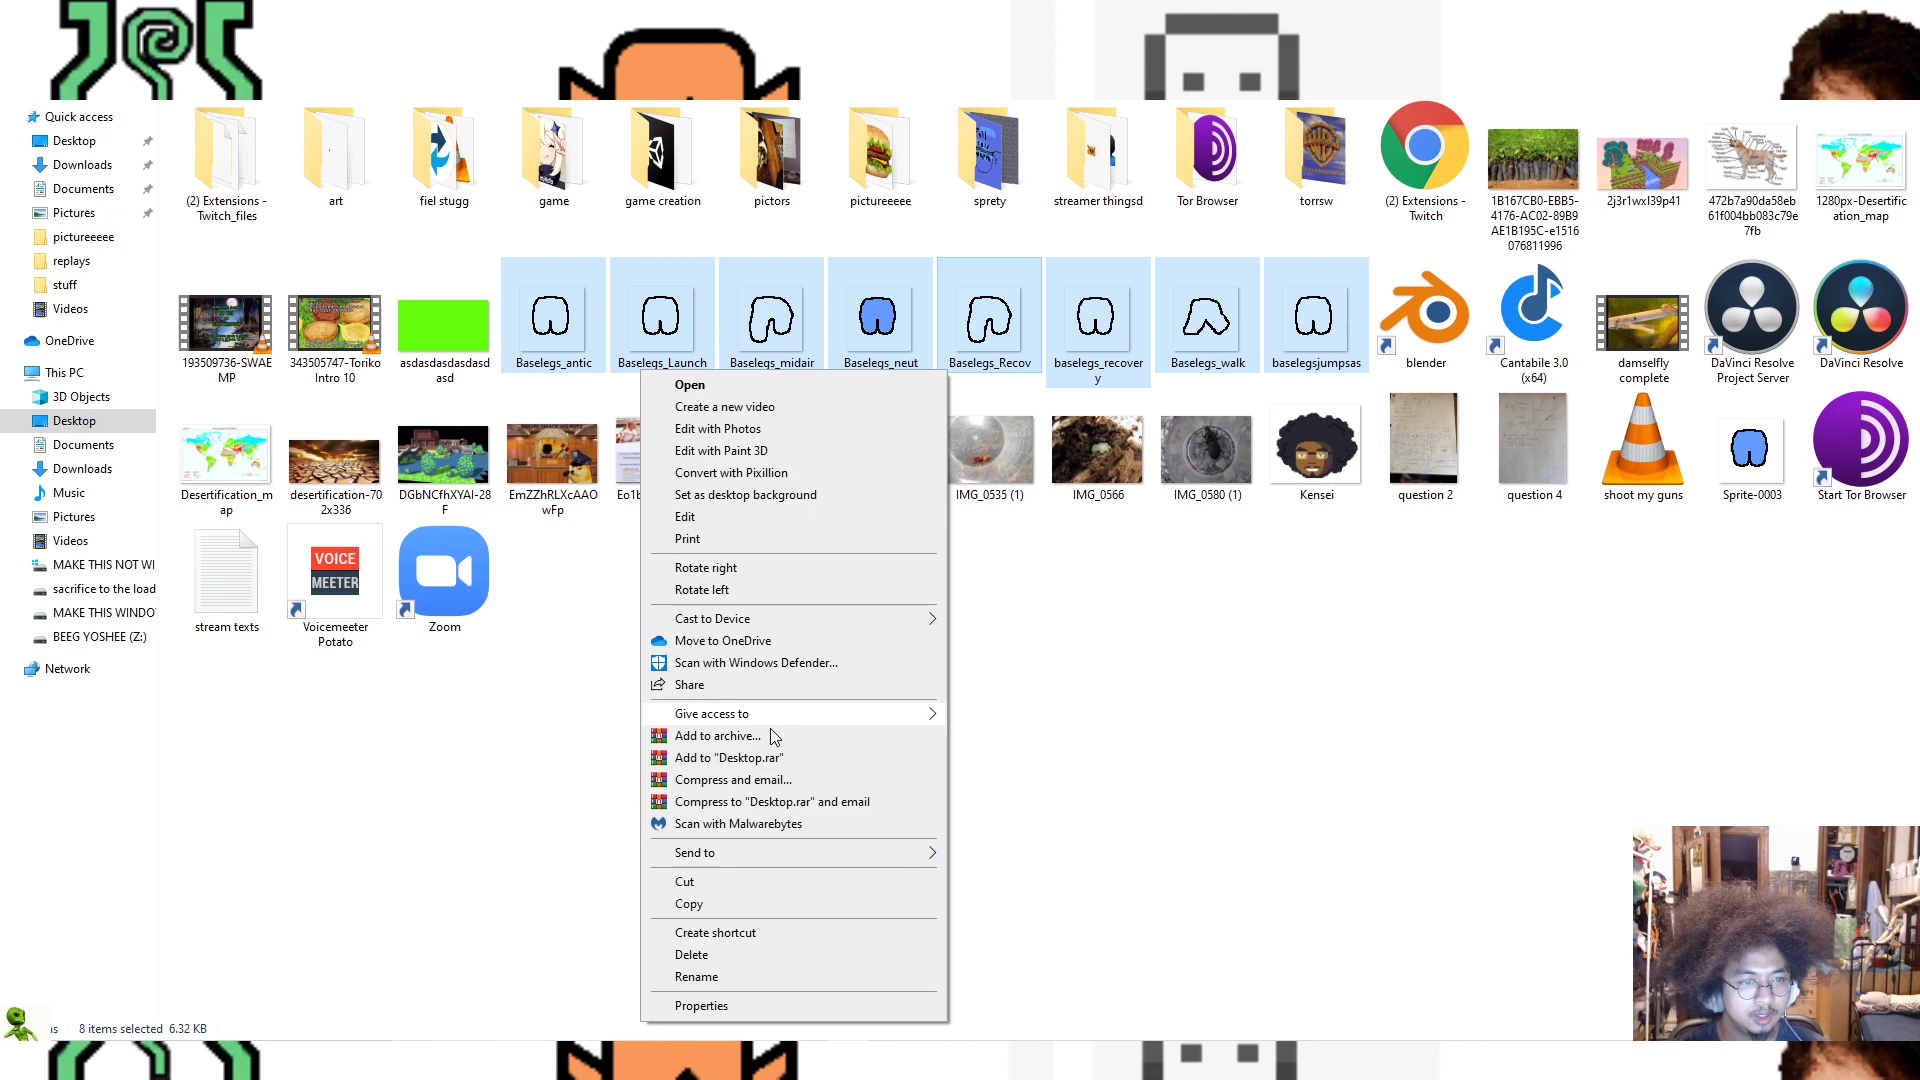 Quick access
Desktop
Downloads
Documents
Pictures
pictureeeee
replays
stuff
Videos
OneDrive
This PC
3D Objects
Desktop
Documents
Downloads
Music
Pictures
Videos
MAKE THIS NOT WI
sacrifice to the load
MAKE THIS WINDO
BEEG YOSHEE (Z:)
Network
(2) Extensions -
Twitch_files
art
fiel stugg
game
game creation
pictors
pictureeeee
sprety
streamer thingsd
Tor Browser
torrsw
(2) Extensions -
Twitch
1B167CB0-EBB5-
4176-AC02-89B9
AE1B195C-e1516
076811996
2j3r1wxl39p41
472b7a90da58eb
61f004bb083c79e
7fb
1280px-Desertific
ation_map
193509736-SWAE
MP
343505747-Toriko
Intro 10
asdasdasdasdasd
asd
Baselegs_antic
Baselegs_Launch
Baselegs_midair
Baselegs_neut
Baselegs_Recov
baselegs_recover
y
Baselegs_walk
baselegsjumpsas
blender
Cantabile 3.0
(x64)
damselfly
complete
DaVinci Resolve
Project Server
DaVinci Resolve
Desertification_m
ap
desertification-70
2x336
DGbNCfhXYAI-28
F
EmZZhRLXcAAO
wFp
IMG_0535 (1)
IMG_0566
IMG_0580 (1)
Kensei
question 2
question 4
shoot my guns
Sprite-0003
Start Tor Browser
stream texts
VOICE
MEETER
Voicemeeter
Potato
Zoom
Open
Create a new video
Edit with Photos
Edit with Paint 3D
Convert with Pixillion
Set as desktop background
Edit
Print
Rotate right
Rotate left
Cast to Device
Move to OneDrive
Scan with Windows Defender...
Share
Give access to
Add to archive...
Add to "Desktop.rar"
Compress and email...
Compress to "Desktop.rar" and email
Scan with Malwarebytes
Send to
Cut
Copy
Create shortcut
Delete
Rename
Properties
8 items selected 6.32 KB